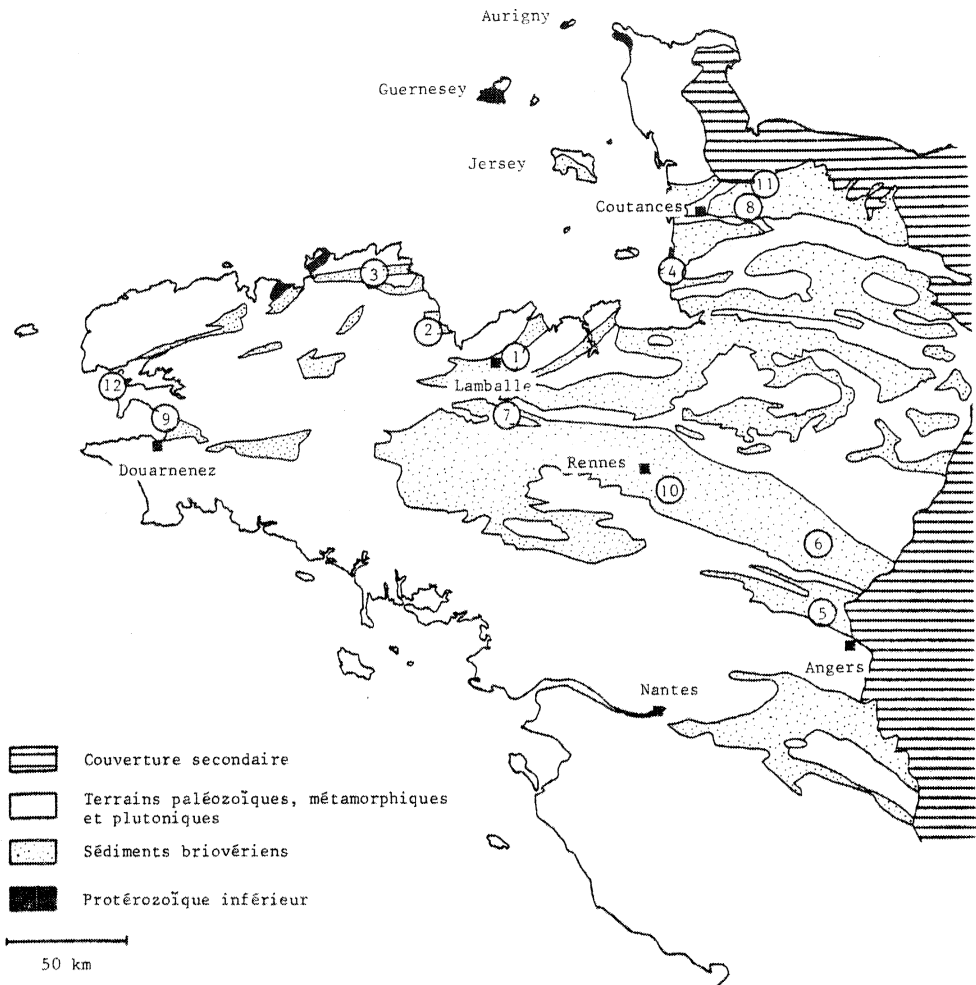 Aurigny
Guernesey
Jersey
Coutances
11
8
4
3
2
1
Lamballe
12
9
7
Douarnenez
Rennes
10
6
5
Angers
Nantes
Couverture secondaire
Terrains paléozoïques, métamorphiques
et plutoniques
Sédiments briovériens
Protérozoïque inférieur
50 km